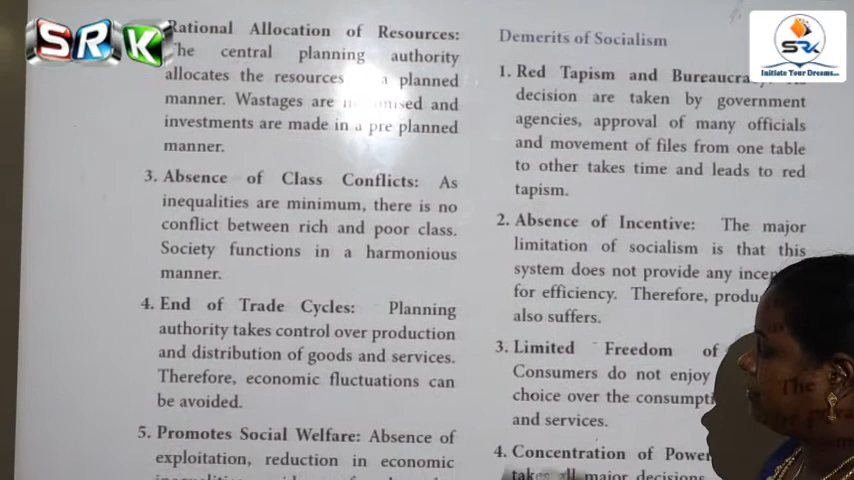 SRK
SRK
Initiate Your Dreams...
Rational Allocation of Resources:
The central planning authority
allocates the resources a planned
manner. Wastages are and
investments are made in a pre planned
manner.
3. Absence of Class Conflicts: As
inequalities are minimum, there is no
conflict between rich and poor class.
Society functions in a harmonious
manner.
4. End of Trade Cycles: Planning
authority takes control over production
and distribution of goods and services.
Therefore, economic fluctuations can
be avoided.
5. Promotes Social Welfare: Absence of
exploitation, reduction in economic
Demerits of Socialism
1. Red Tapism and
decision are taken by government
agencies, approval of many officials
and movement of files from one table
to other takes time and leads to red
tapism.
2. Absence of Incentive: The major
limitation of socialism is that this
system does not provide any
for efficiency. Therefore,
also suffers.
3. Limited Freedom of
Consumers do not enjoy
choice over the
and services.
4. Concentration of
takes all major decisions